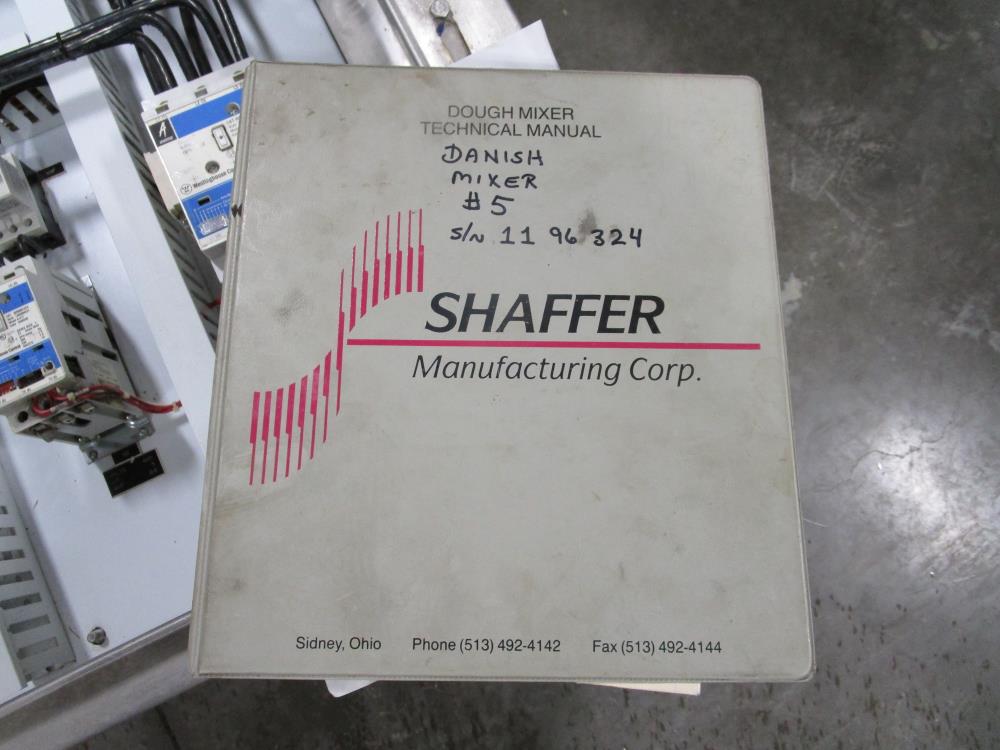 DOUGH MIXER
TECHNICAL MANUAL
DANISH
MIXER
#5
S/N 11 96 324
SHAFFER
Manufacturing Corp.
Sidney, Ohio Phone (513) 492-4142 Fax (513) 492-4144
Westinghouse